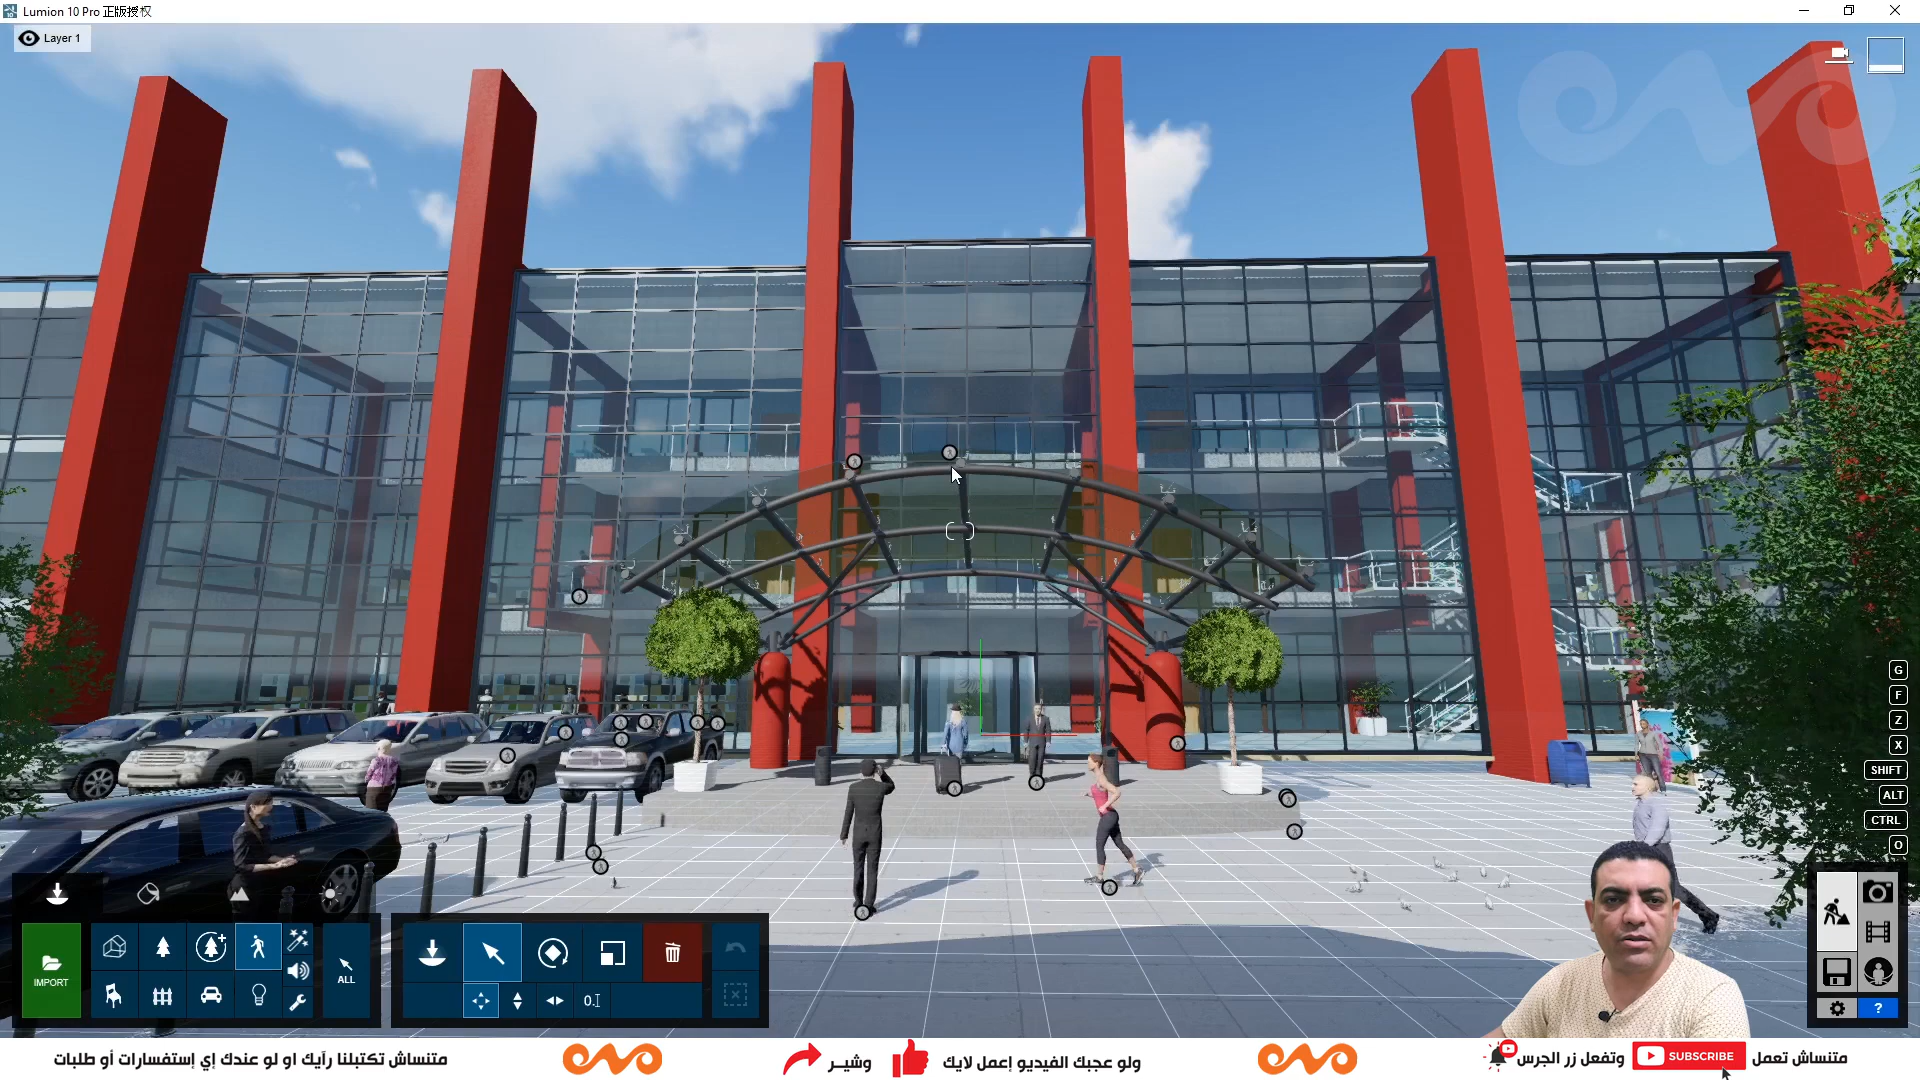 Lumion 10 Pro 正版授权
Layer 1
G
F
Z
X
SHIFT
ALT
CTRL
O
IMPORT
ALL
0.
?
متنساش تكتبلنا رأيك او لو عندك إي إستفسارات أو طلبات
وشير
ولو عجبك الفيديو إعمل لايك
وتفعل زر الجرس
SUBSCRIBE
متنساش تعمل